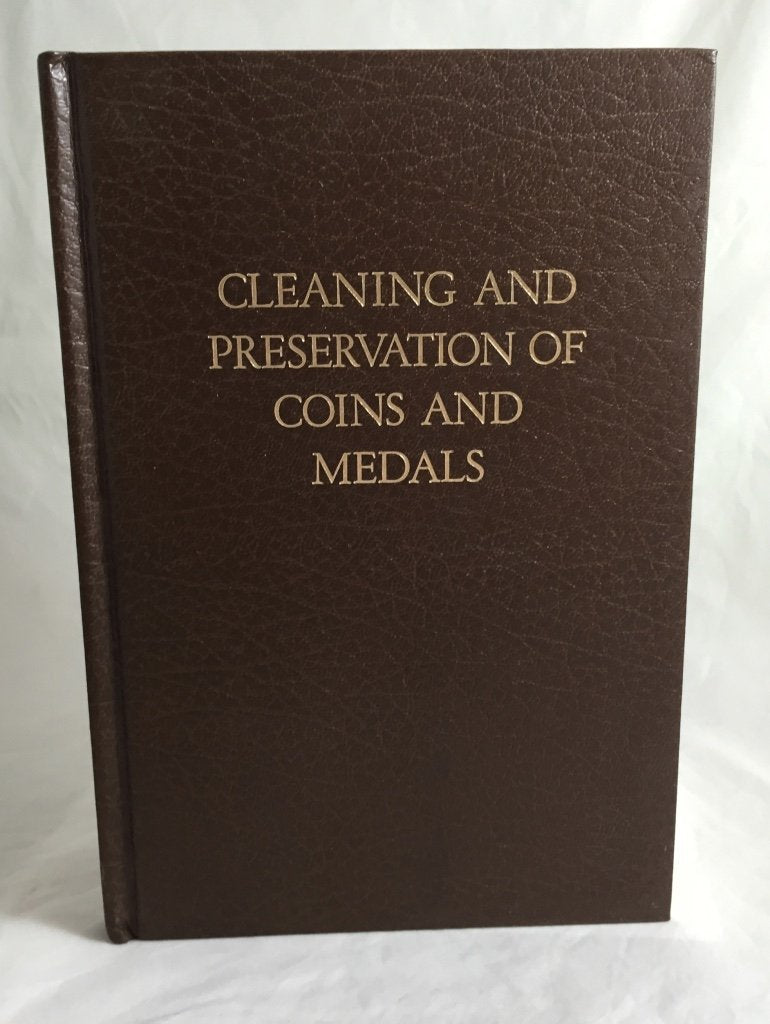 CLEANING AND
PRESERVATION OF
COINS AND
MEDALS